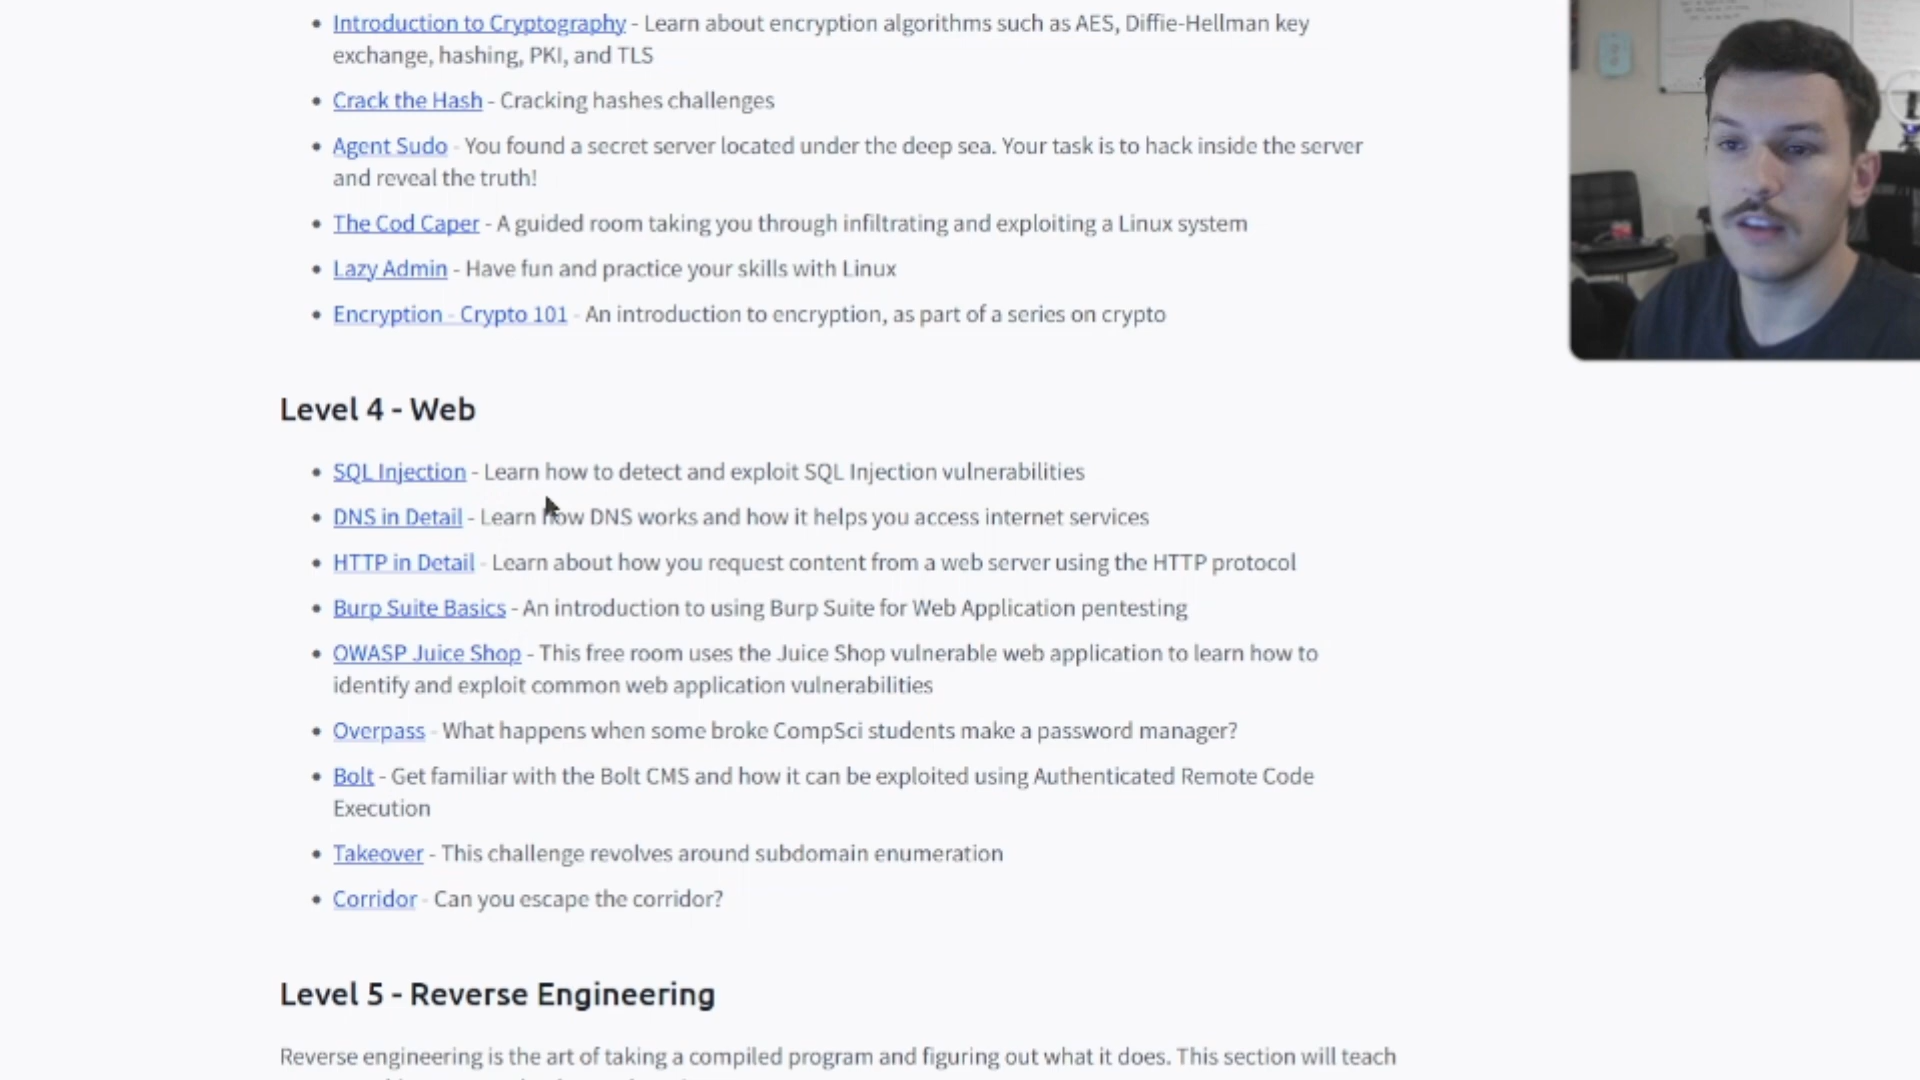 Introduction to Cryptography - Learn about encryption algorithms such as AES, Diffie-Hellman key
exchange, hashing, PKI, and TLS
Crack the Hash - Cracking hashes challenges
Agent Sudo - You found a secret server located under the deep sea. Your task is to hack inside the server
and reveal the truth!
The Cod Caper - A guided room taking you through infiltrating and exploiting a Linux system
Lazy Admin - Have fun and practice your skills with Linux
Encryption - Crypto 101 - An introduction to encryption, as part of a series on crypto
Level 4 - Web
SQL Injection - Learn how to detect and exploit SQL Injection vulnerabilities
DNS in Detail - Learn how DNS works and how it helps you access internet services
HTTP in Detail - Learn about how you request content from a web server using the HTTP protocol
Burp Suite Basics - An introduction to using Burp Suite for Web Application pentesting
OWASP Juice Shop - This free room uses the Juice Shop vulnerable web application to learn how to
identify and exploit common web application vulnerabilities
Overpass - What happens when some broke CompSci students make a password manager?
Bolt - Get familiar with the Bolt CMS and how it can be exploited using Authenticated Remote Code
Execution
Takeover - This challenge revolves around subdomain enumeration
Corridor - Can you escape the corridor?
Level 5 - Reverse Engineering
Reverse engineering is the art of taking a compiled program and figuring out what it does. This section will teach